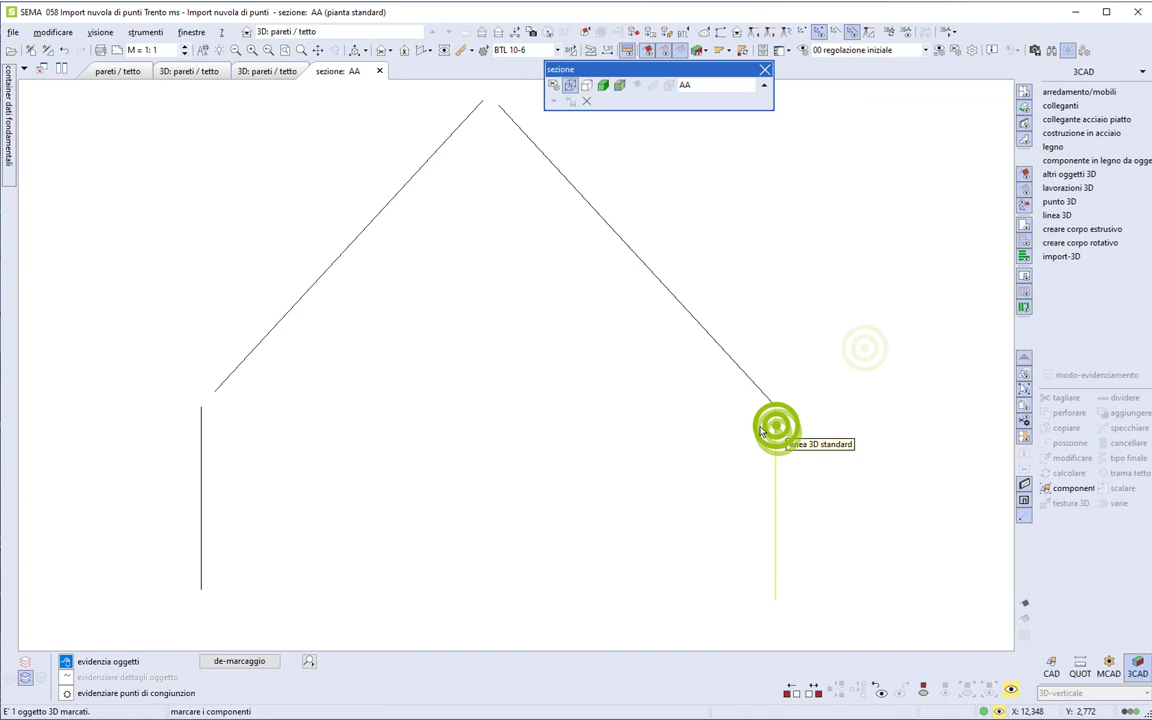 SEMA 058 Import nuvola di punti Trento ms - Import nuvola di punti - sezione: AA (pianta standard)
file modificare visione strumenti finestre ? 3D: pareti / tetto
M = 1: 1 BTL 10-6 00 regolazione iniziale
pareti / tetto 3D: pareti / tetto 3D: pareti / tetto sezione: AA
container dati fondamentali
sezione
AA
3CAD
arredamento/mobili
colleganti
collegante acciaio piatto
costruzione in acciaio
legno
componente in legno da ogge
altri oggetti 3D
lavorazioni 3D
punto 3D
linea 3D
creare corpo estrusivo
creare corpo rotativo
import-3D
linea 3D standard
modo-evidenziamento
tagliare dividere
perforare aggiungere
copiare specchiare
posizione cancellare
modificare tipo finale
calcolare trama tetto
component scalare
testura 3D varie
evidenzia oggetti de-marcaggio
evidenziare dettagli oggetto
evidenziare punti di congiunzion
CAD QUOT MCAD 3CAD
3D-verticale
E' 1 oggetto 3D marcati. marcare i componenti X: 12,348 Y: 2,772